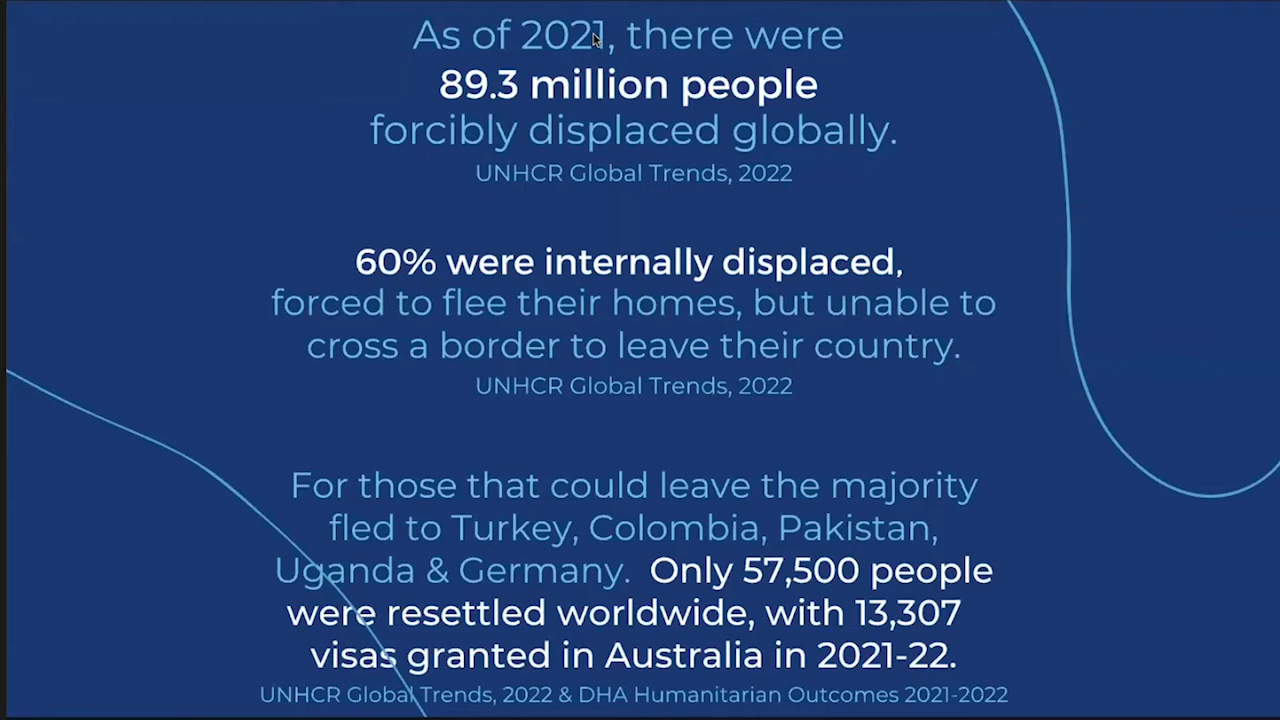 As of 2021, there were
89.3 million people
forcibly displaced globally.
UNHCR Global Trends, 2022
60% were internally displaced,
forced to flee their homes, but unable to
cross a border to leave their country.
UNHCR Global Trends, 2022
For those that could leave the majority
fled to Turkey, Colombia, Pakistan,
Uganda & Germany. Only 57,500 people
were resettled worldwide, with 13,307
visas granted in Australia in 2021-22.
UNHCR Global Trends, 2022 & DHA Humanitarian Outcomes 2021-2022